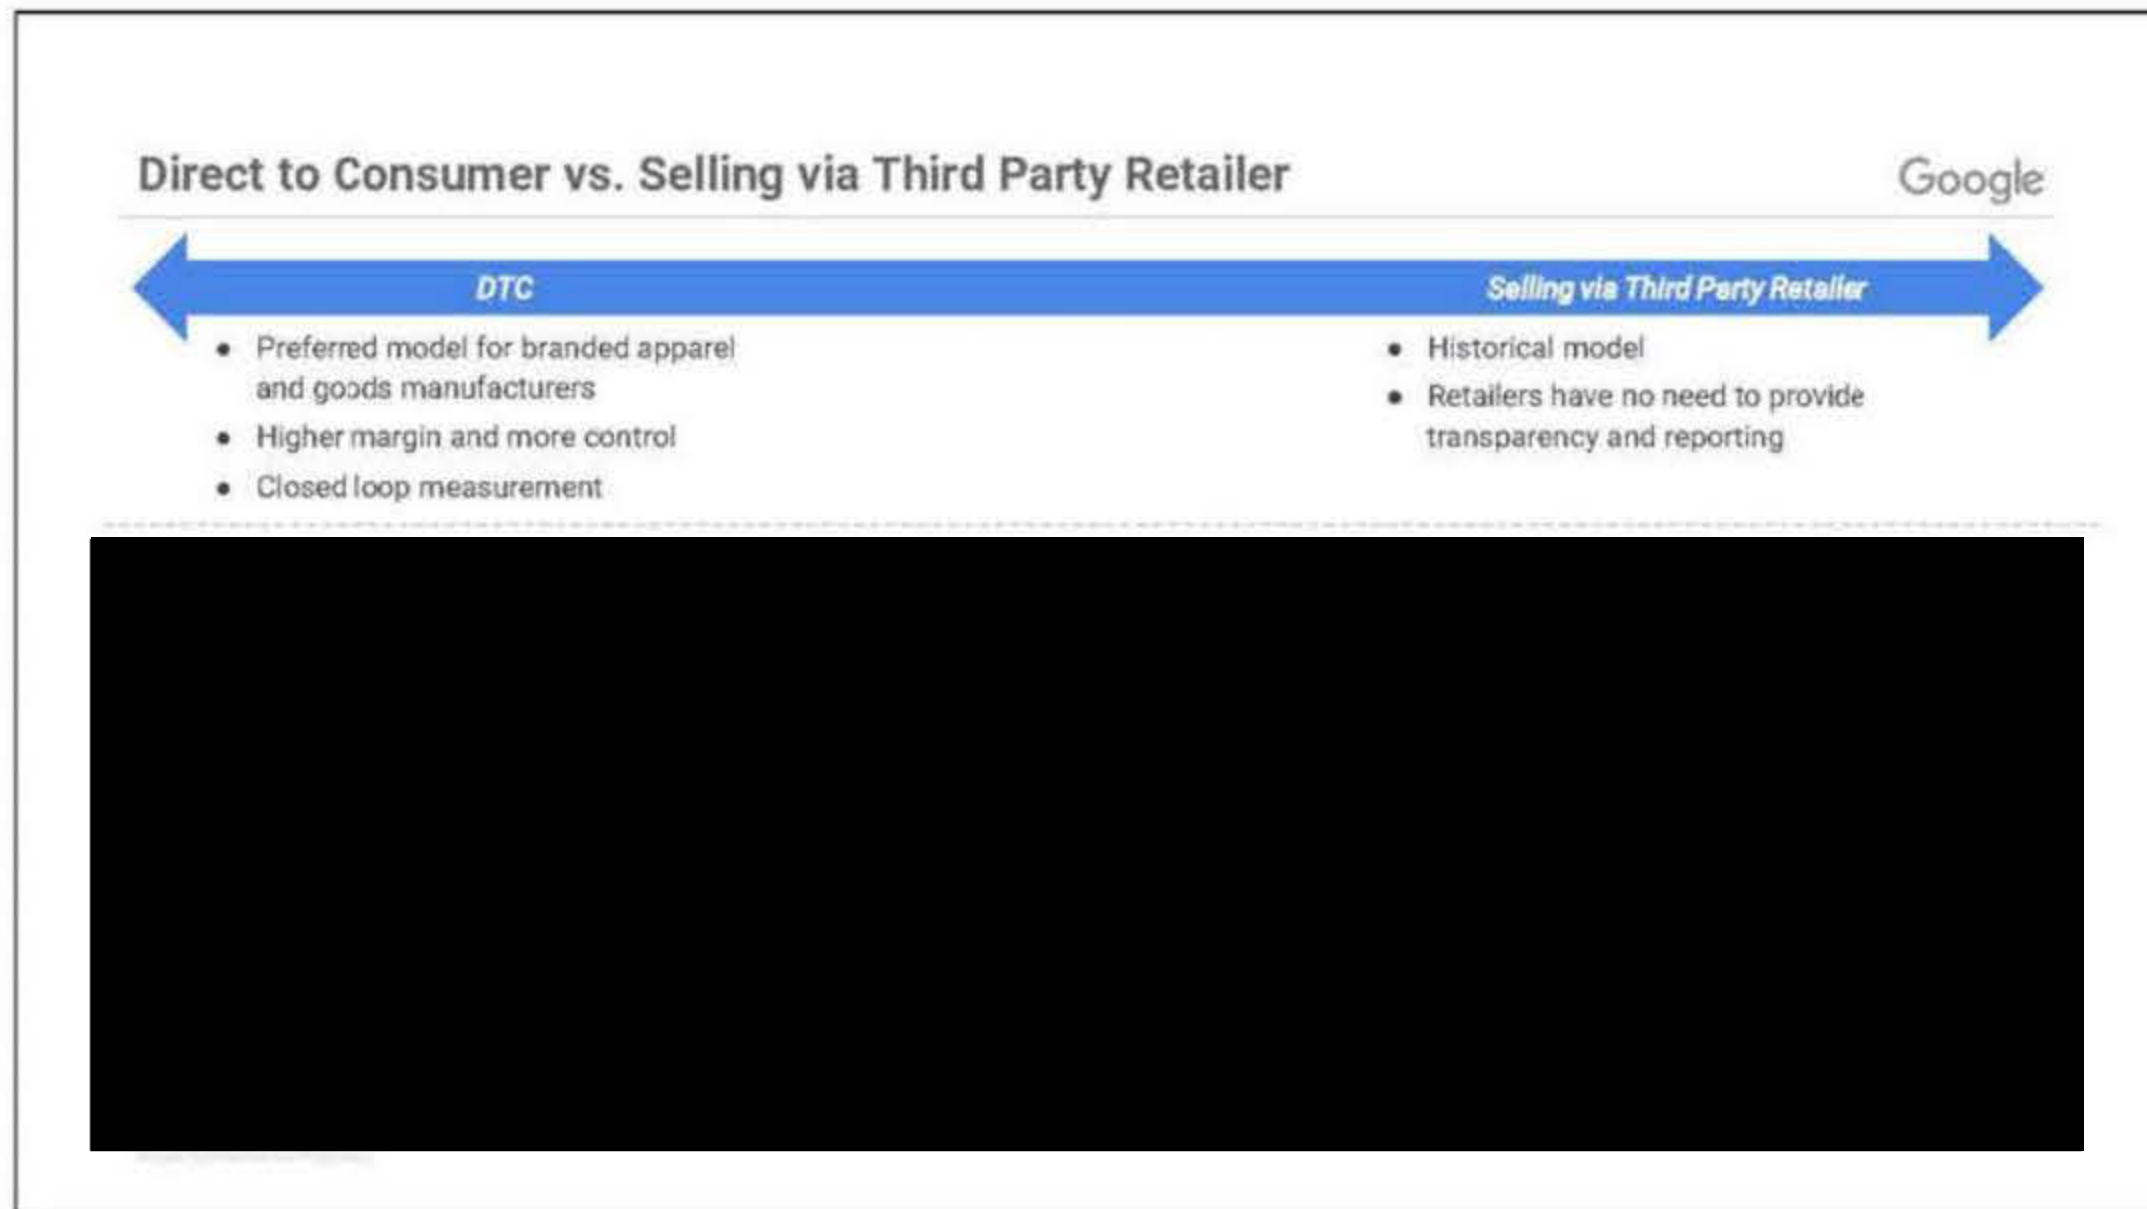 Direct to Consumer vs. Selling via Third Party Retailer
Google
DTC
Selling via Third Party Retailer
● Preferred model for branded apparel
and goods manufacturers
● Higher margin and more control
● Closed loop measurement
● Historical model
● Retailers have no need to provide
transparency and reporting